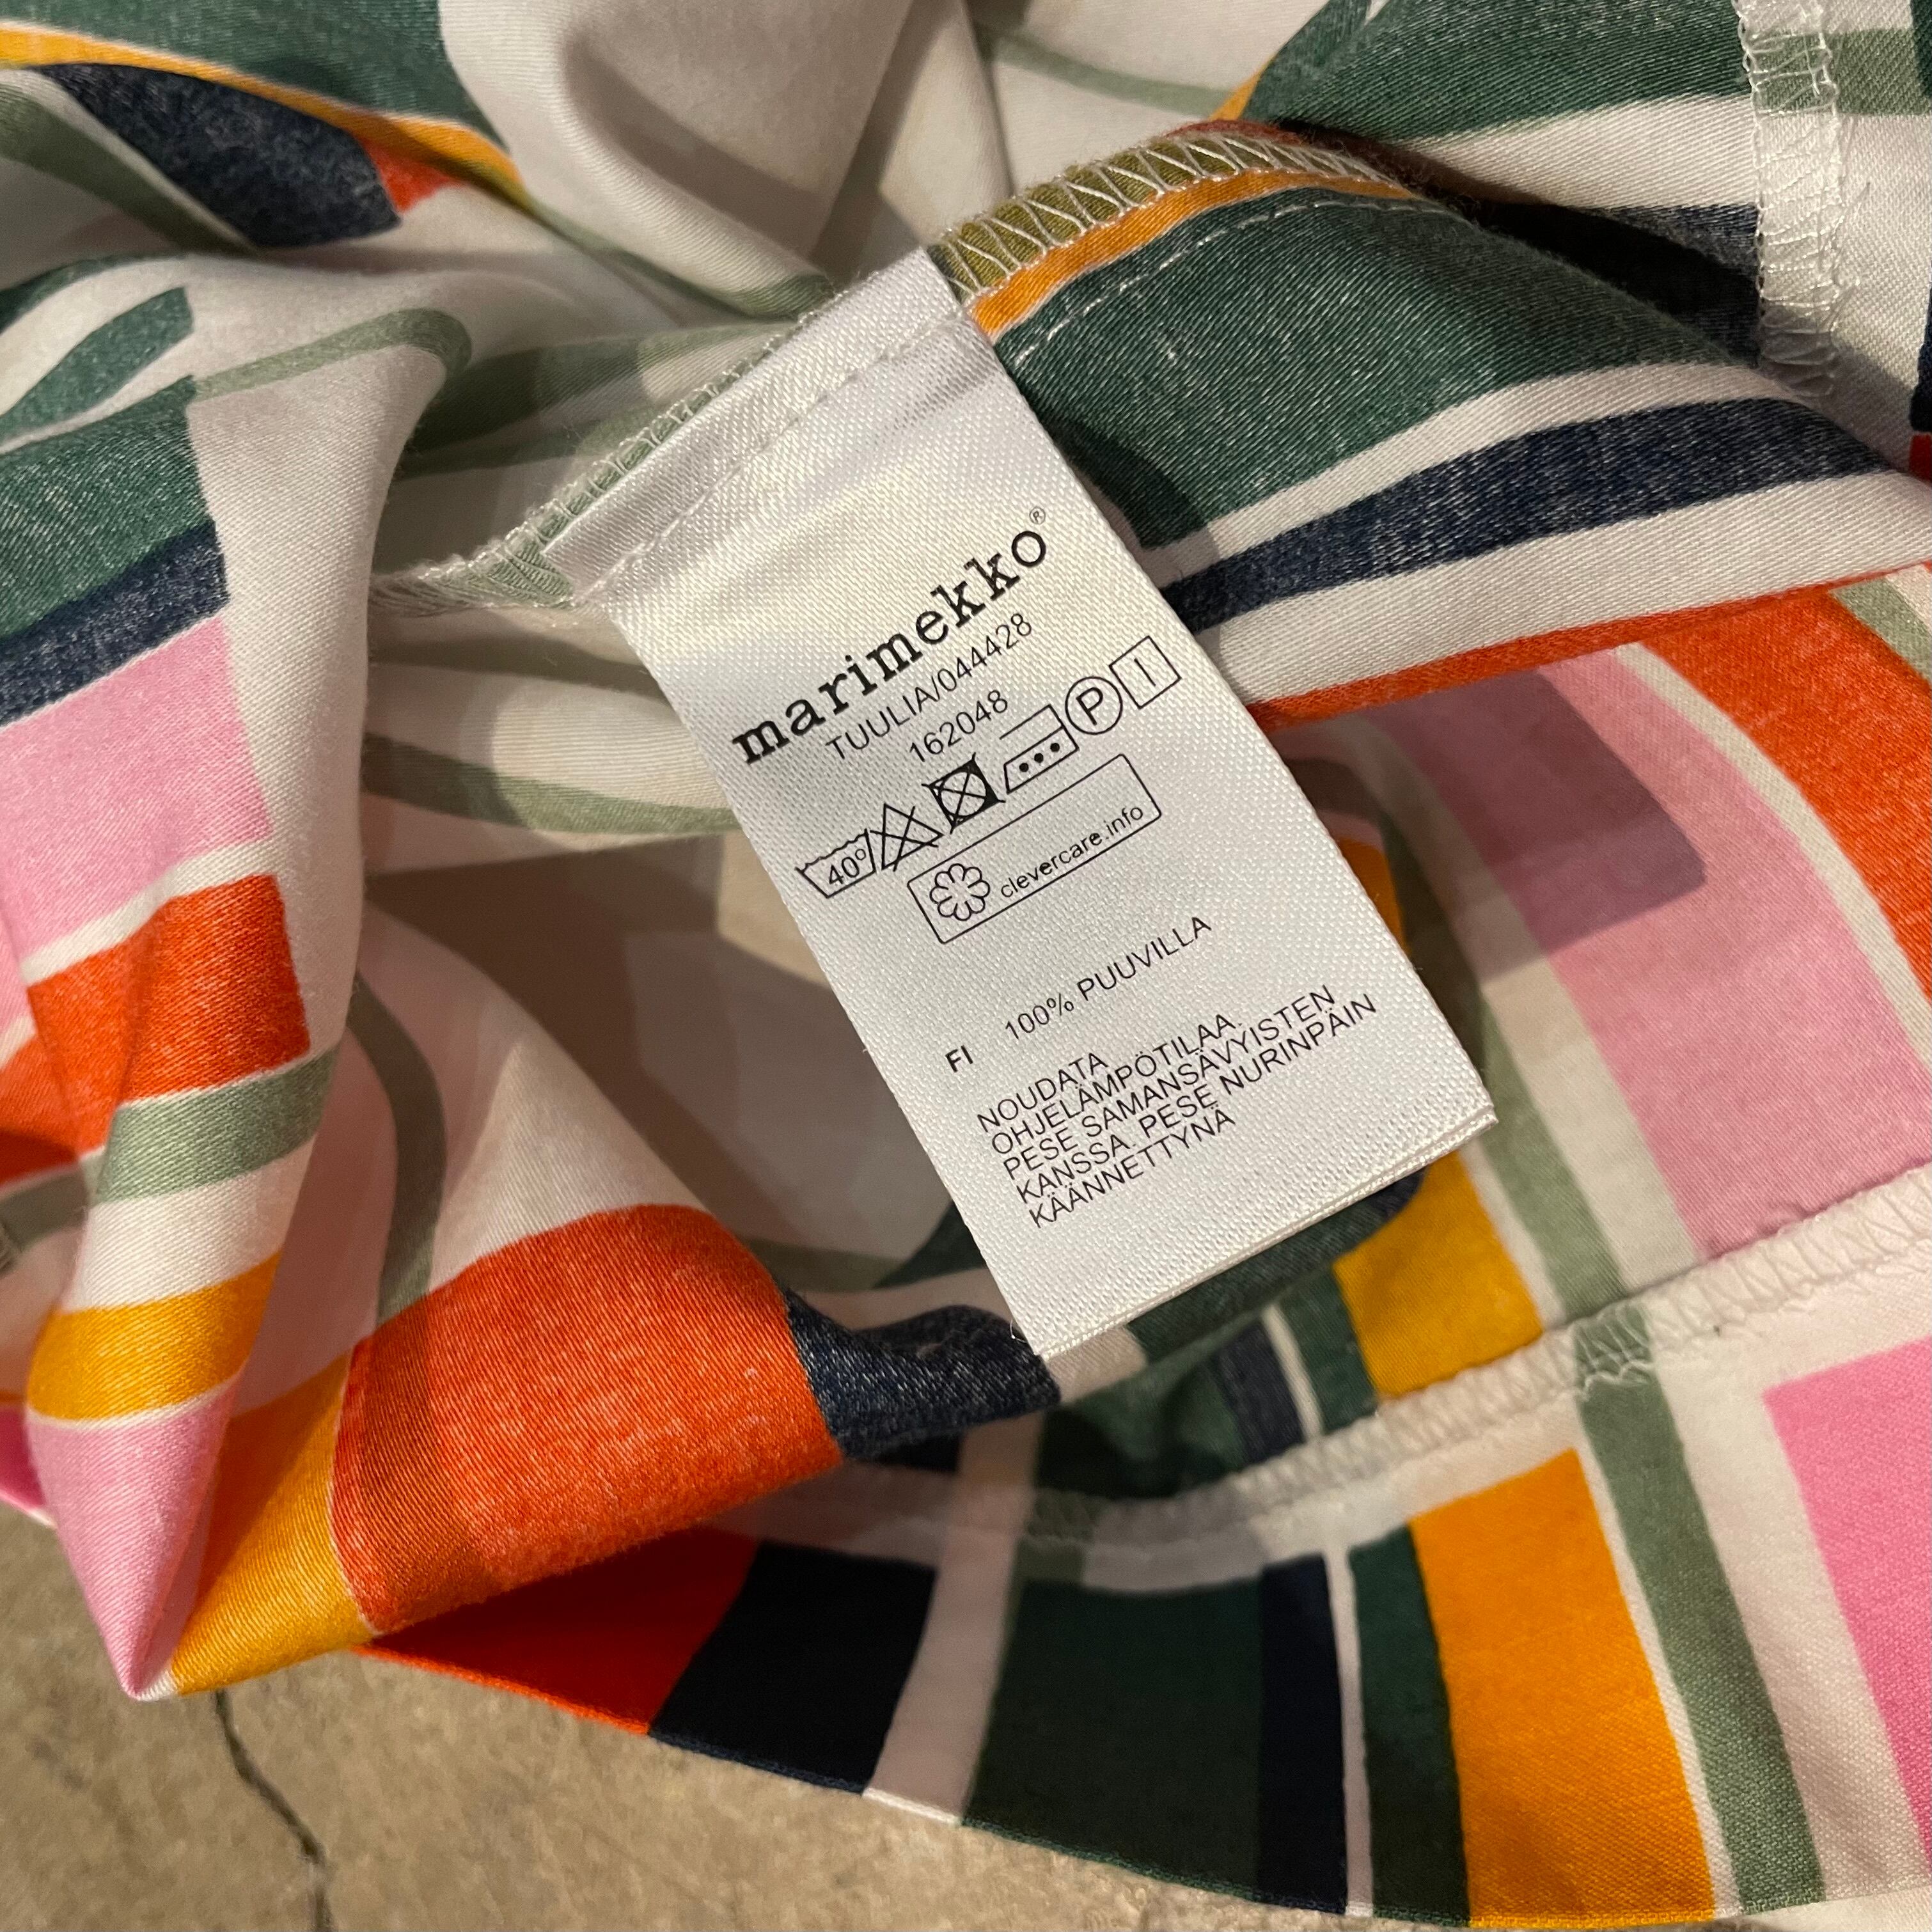 marimekko®
TUULIA/044428
162048
40° P I
clevercare.info
FI 100% PUUVILLA
NOUDATA
OHJELÄMPÖTILAA.
PESE SAMANSÄVYISTEN
KANSSA. PESE NURINPÄIN
KÄÄNNETTYNÄ